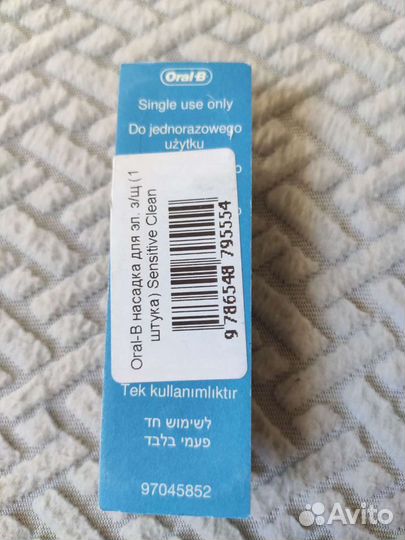 Oral-B
Single use only
Do jednorazowego
użytku
Oral-B насадка для эл. з/щ (1
штука) Sensitive Clean
9 786548 795554
Tek kullanımlıktır
לשימוש חד
פעמי בלבד
97045852
Avito